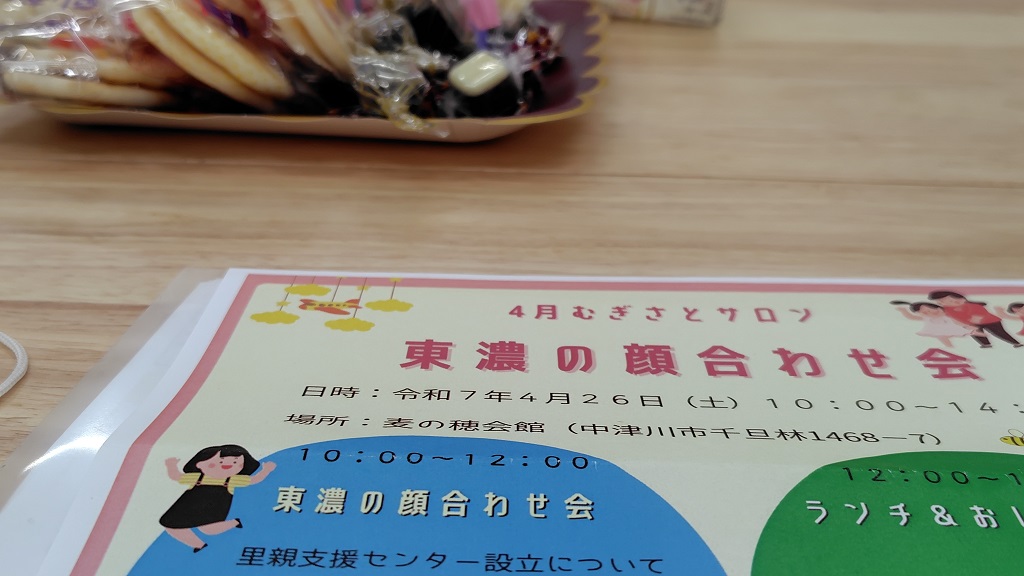 4月むぎさとサロン
東濃の顔合わせ会
日時：令和７年４月２６日（土）１０：００～１４：
場所：麦の穂会館（中津川市千旦林1468ー7）
１０：００～１２：００
東濃の顔合わせ会
里親支援センター設立について
１２：００～１
ランチ＆おし